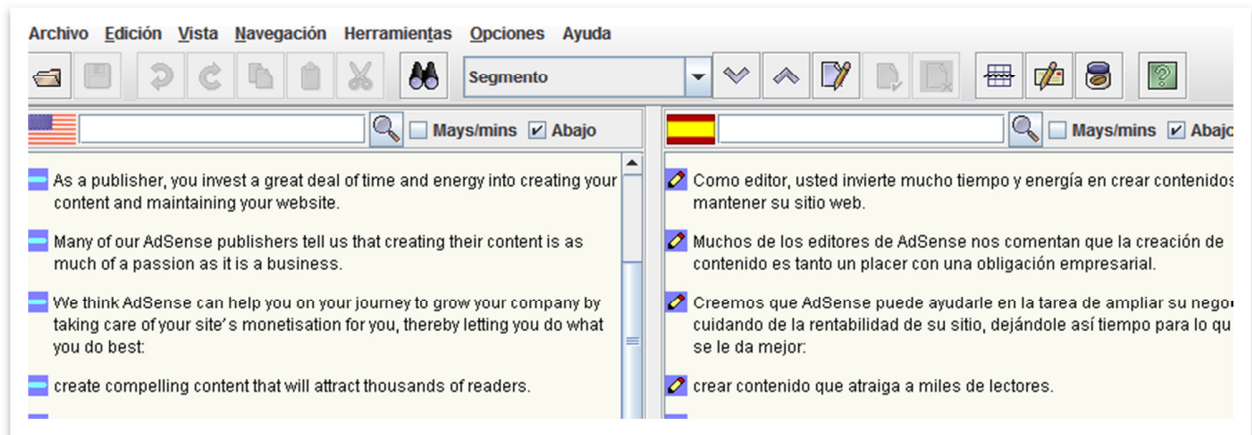 Archivo Edición Vista Navegación Herramientas Opciones Ayuda
Segmento
Mays/mins Abajo
As a publisher, you invest a great deal of time and energy into creating your
content and maintaining your website.
Many of our AdSense publishers tell us that creating their content is as
much of a passion as it is a business.
We think AdSense can help you on your journey to grow your company by
taking care of your site's monetisation for you, thereby letting you do what
you do best:
create compelling content that will attract thousands of readers.
Mays/mins Abajo
Como editor, usted invierte mucho tiempo y energía en crear contenidos
mantener su sitio web.
Muchos de los editores de AdSense nos comentan que la creación de
contenido es tanto un placer con una obligación empresarial.
Creemos que AdSense puede ayudarle en la tarea de ampliar su
cuidando de la rentabilidad de su sitio, dejándole así tiempo para lo
se le da mejor:
crear contenido que atraiga a miles de lectores.